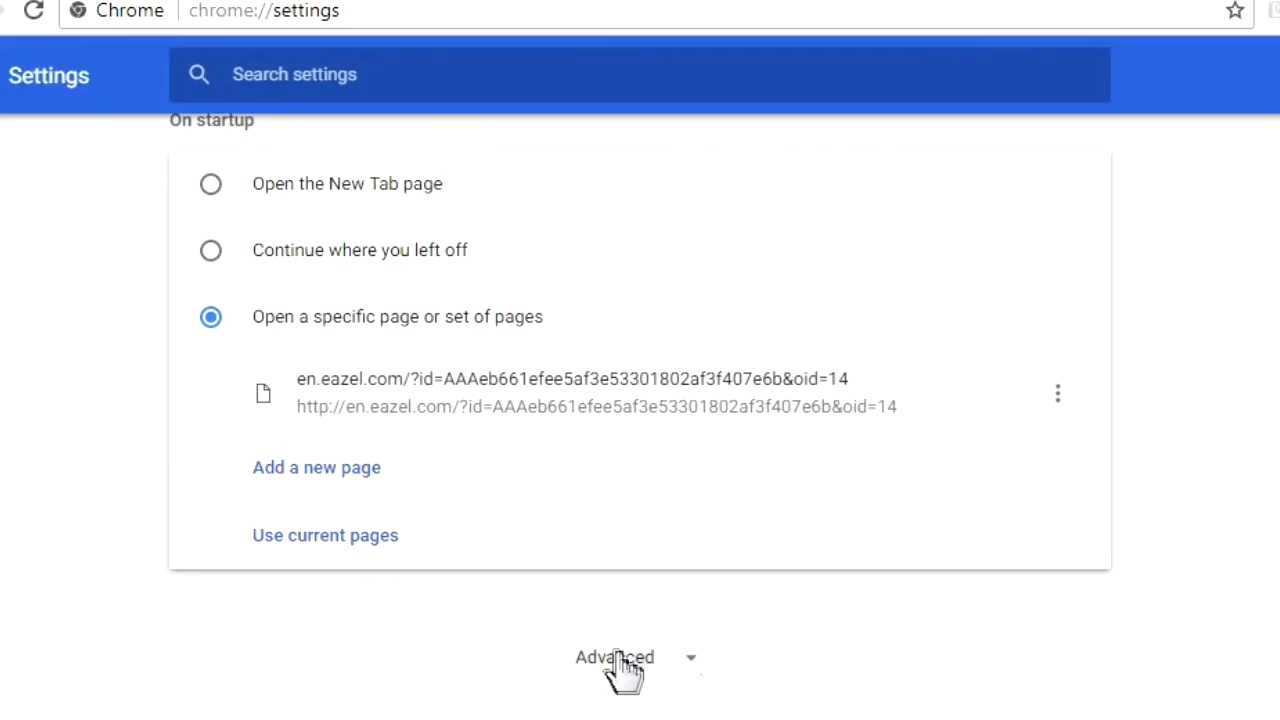 Chrome chrome://settings
Settings Search settings
On startup
Open the New Tab page
Continue where you left off
Open a specific page or set of pages
en.eazel.com/?id=AAAeb661efee5af3e53301802af3f407e6b&oid=14
http://en.eazel.com/?id=AAAeb661efee5af3e53301802af3f407e6b&oid=14
Add a new page
Use current pages
Advanced